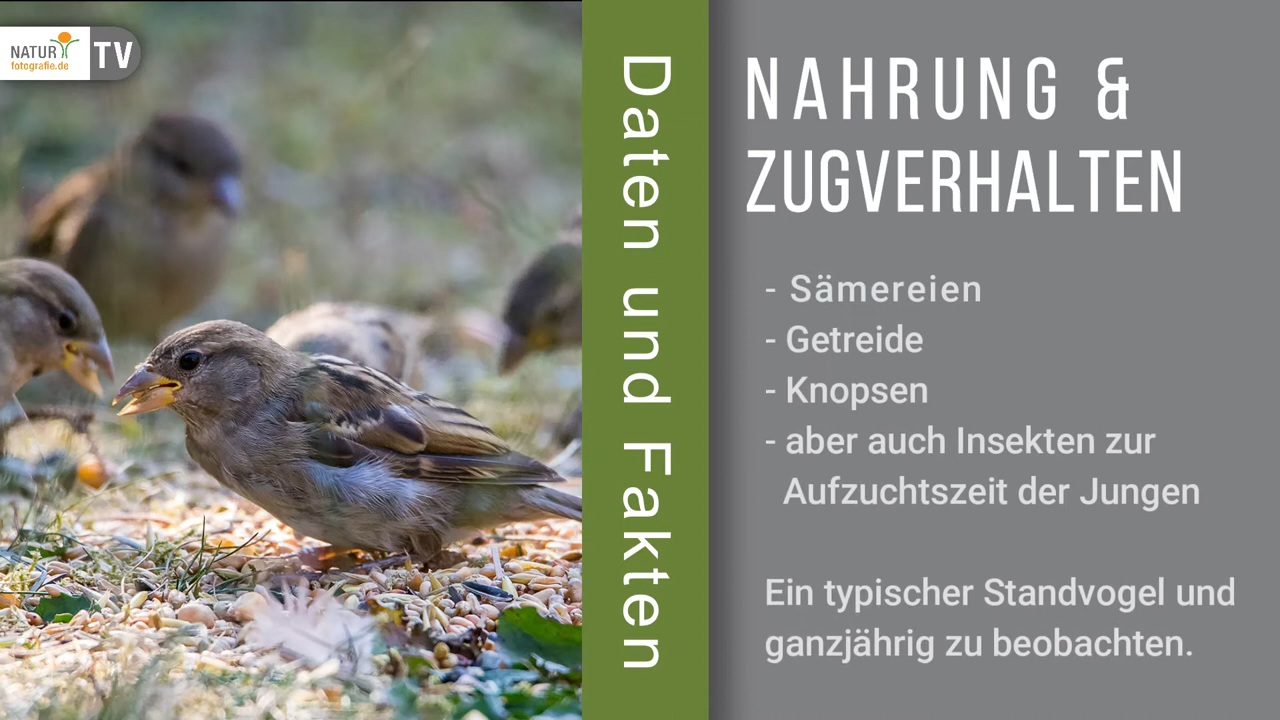 NATUR
fotografie.de
TV
Daten und Fakten
NAHRUNG &
ZUGVERHALTEN
- Sämereien
- Getreide
- Knopsen
- aber auch Insekten zur
Aufzuchtszeit der Jungen
Ein typischer Standvogel und
ganzjährig zu beobachten.